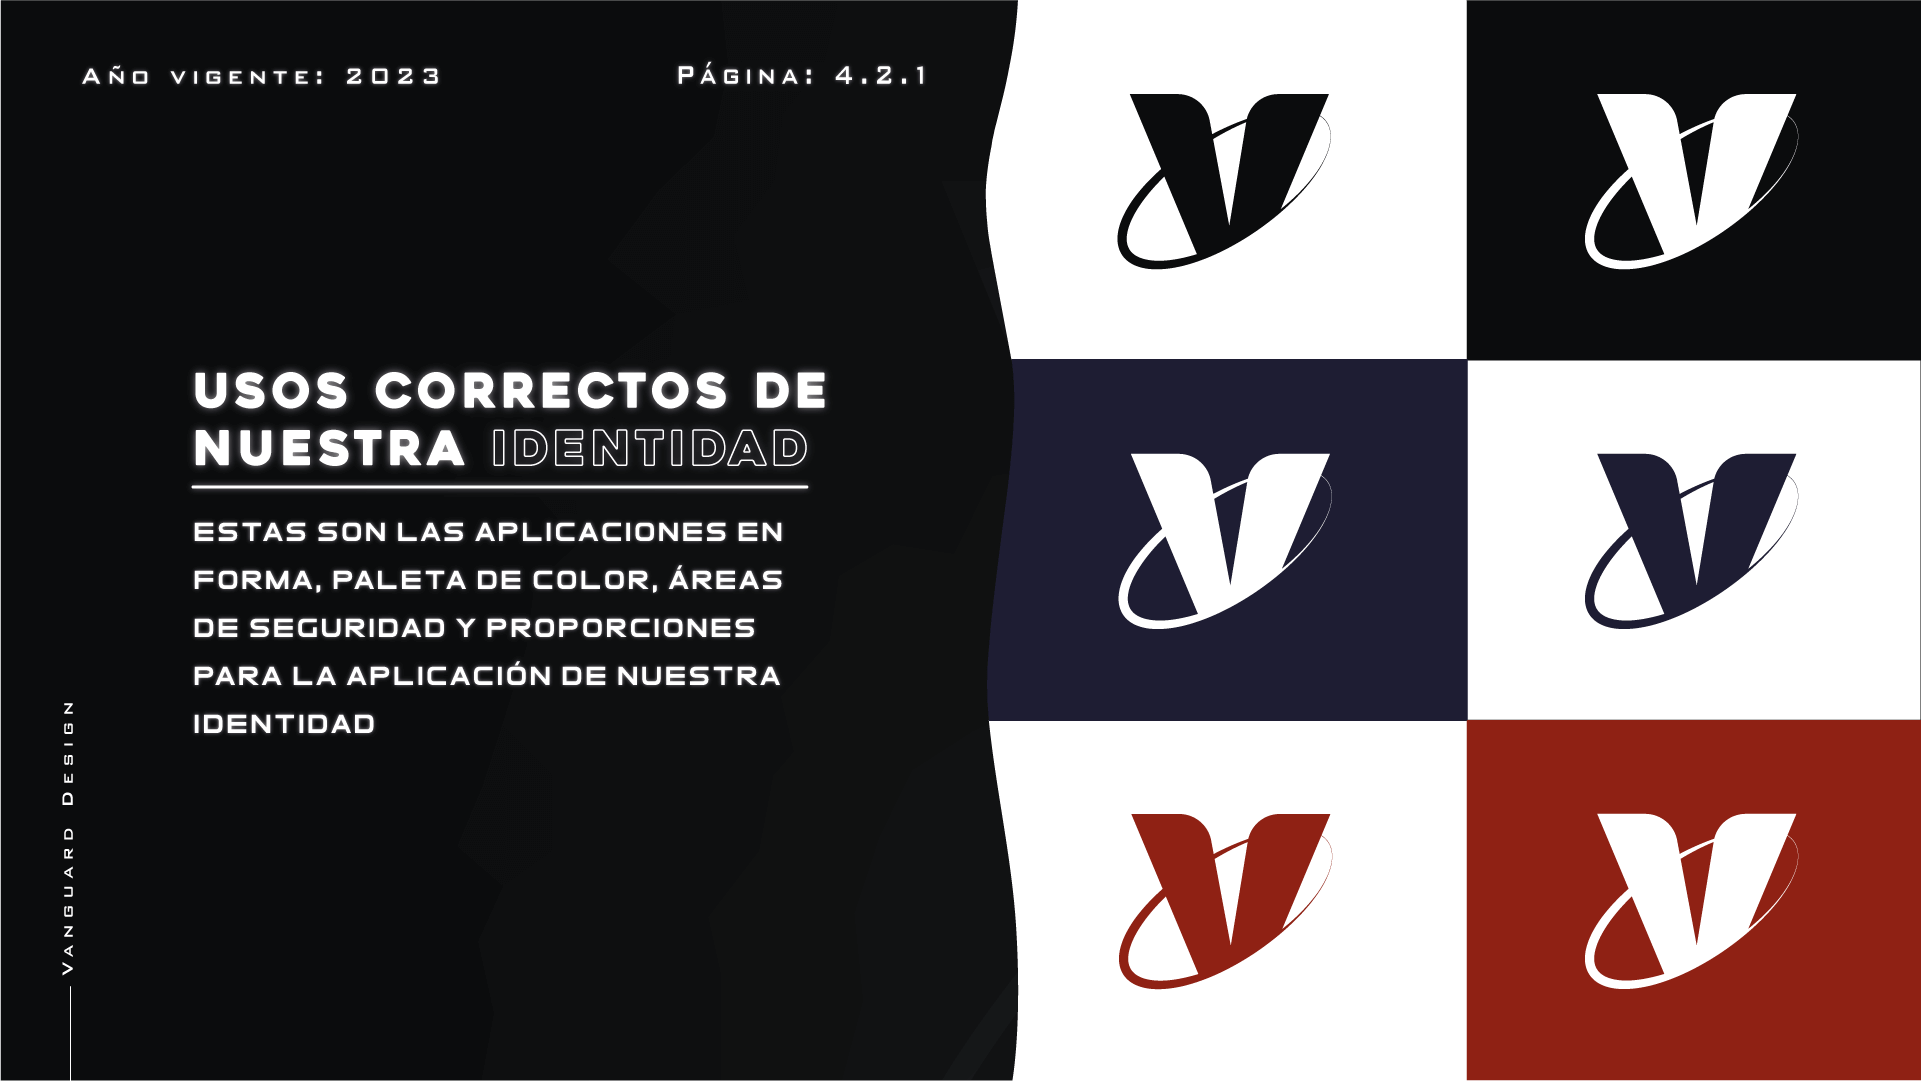 Año vigente: 2023
Página: 4.2.1
USOS CORRECTOS DE
NUESTRA IDENTIDAD
ESTAS SON LAS APLICACIONES EN
FORMA, PALETA DE COLOR, ÁREAS
DE SEGURIDAD Y PROPORCIONES
PARA LA APLICACIÓN DE NUESTRA
IDENTIDAD
Vanguard Design